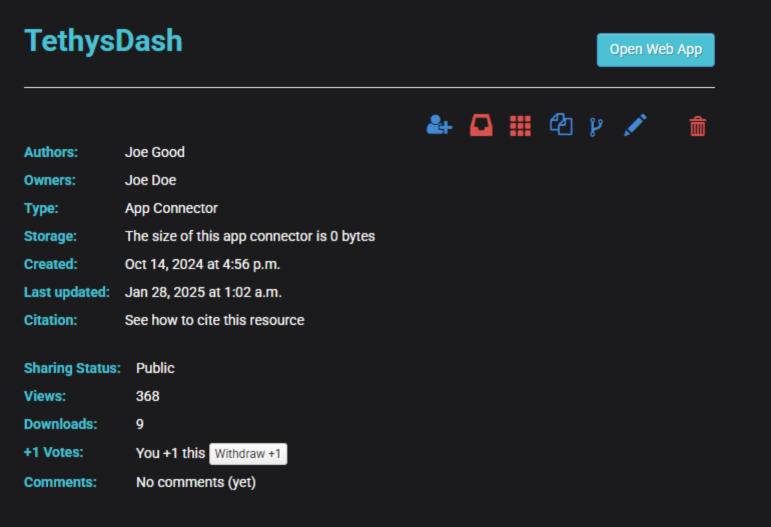 TethysDash
Open Web App
Authors: Joe Good
Owners: Joe Doe
Type: App Connector
Storage: The size of this app connector is 0 bytes
Created: Oct 14, 2024 at 4:56 p.m.
Last updated: Jan 28, 2025 at 1:02 a.m.
Citation: See how to cite this resource
Sharing Status: Public
Views: 368
Downloads: 9
+1 Votes: You +1 this Withdraw +1
Comments: No comments (yet)